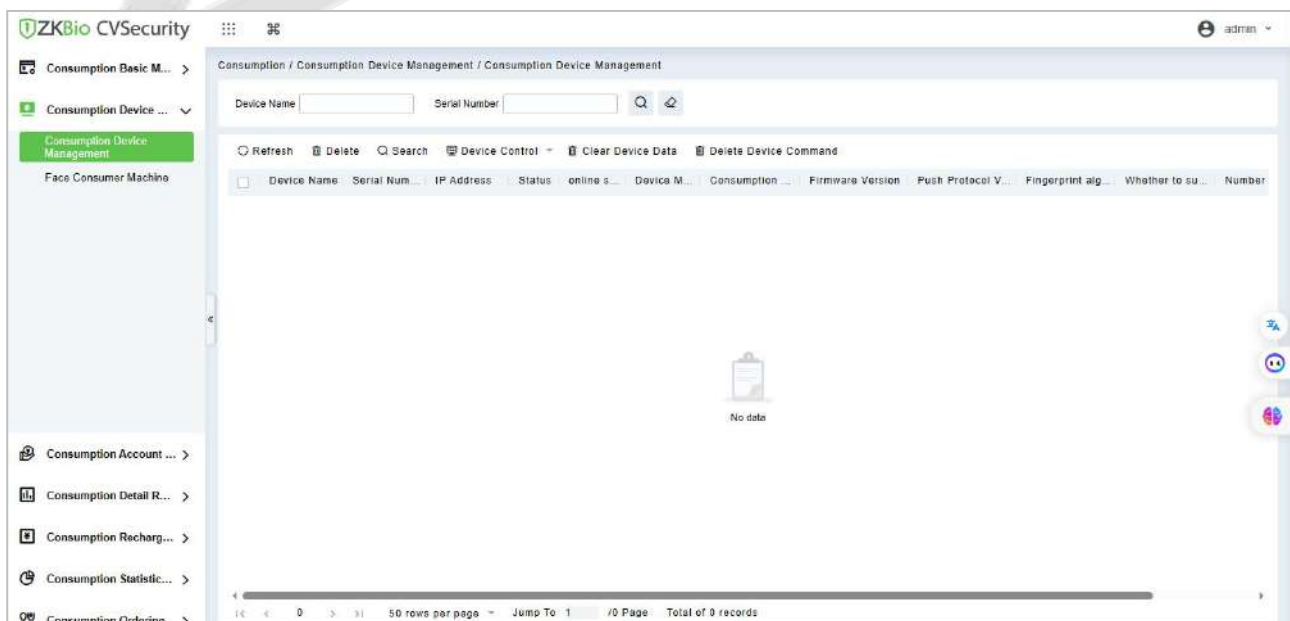 ZKBio CVSecurity
admin
Consumption Basic M... >
Consumption Device ...
Consumption Device
Management
Face Consumer Machine
Consumption Account ... >
Consumption Detail R... >
Consumption Recharg... >
Consumption Statistic... >
Consumption Ordering >
Consumption / Consumption Device Management / Consumption Device Management
Device Name Serial Number
Refresh Delete Search Device Control Clear Device Data Delete Device Command
Device Name Serial Num... IP Address Status online s... Device M... Consumption ... Firmware Version Push Protocol V... Fingerprint alg... Whether to su... Number
No data
0 50 rows per page Jump To 1 /0 Page Total of 0 records